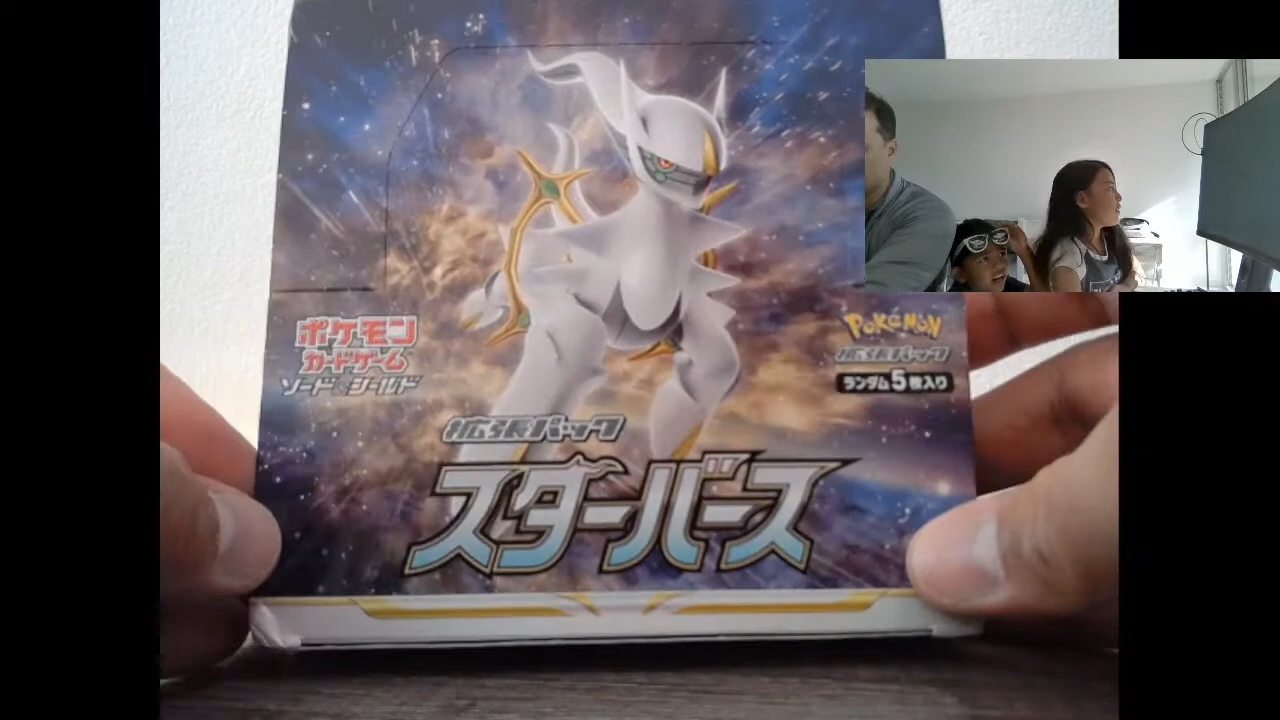 ポケモン
カードゲーム
ソード&シールド
POKéMON
拡張パック
ランダム5枚入り
拡張パック
スターバース